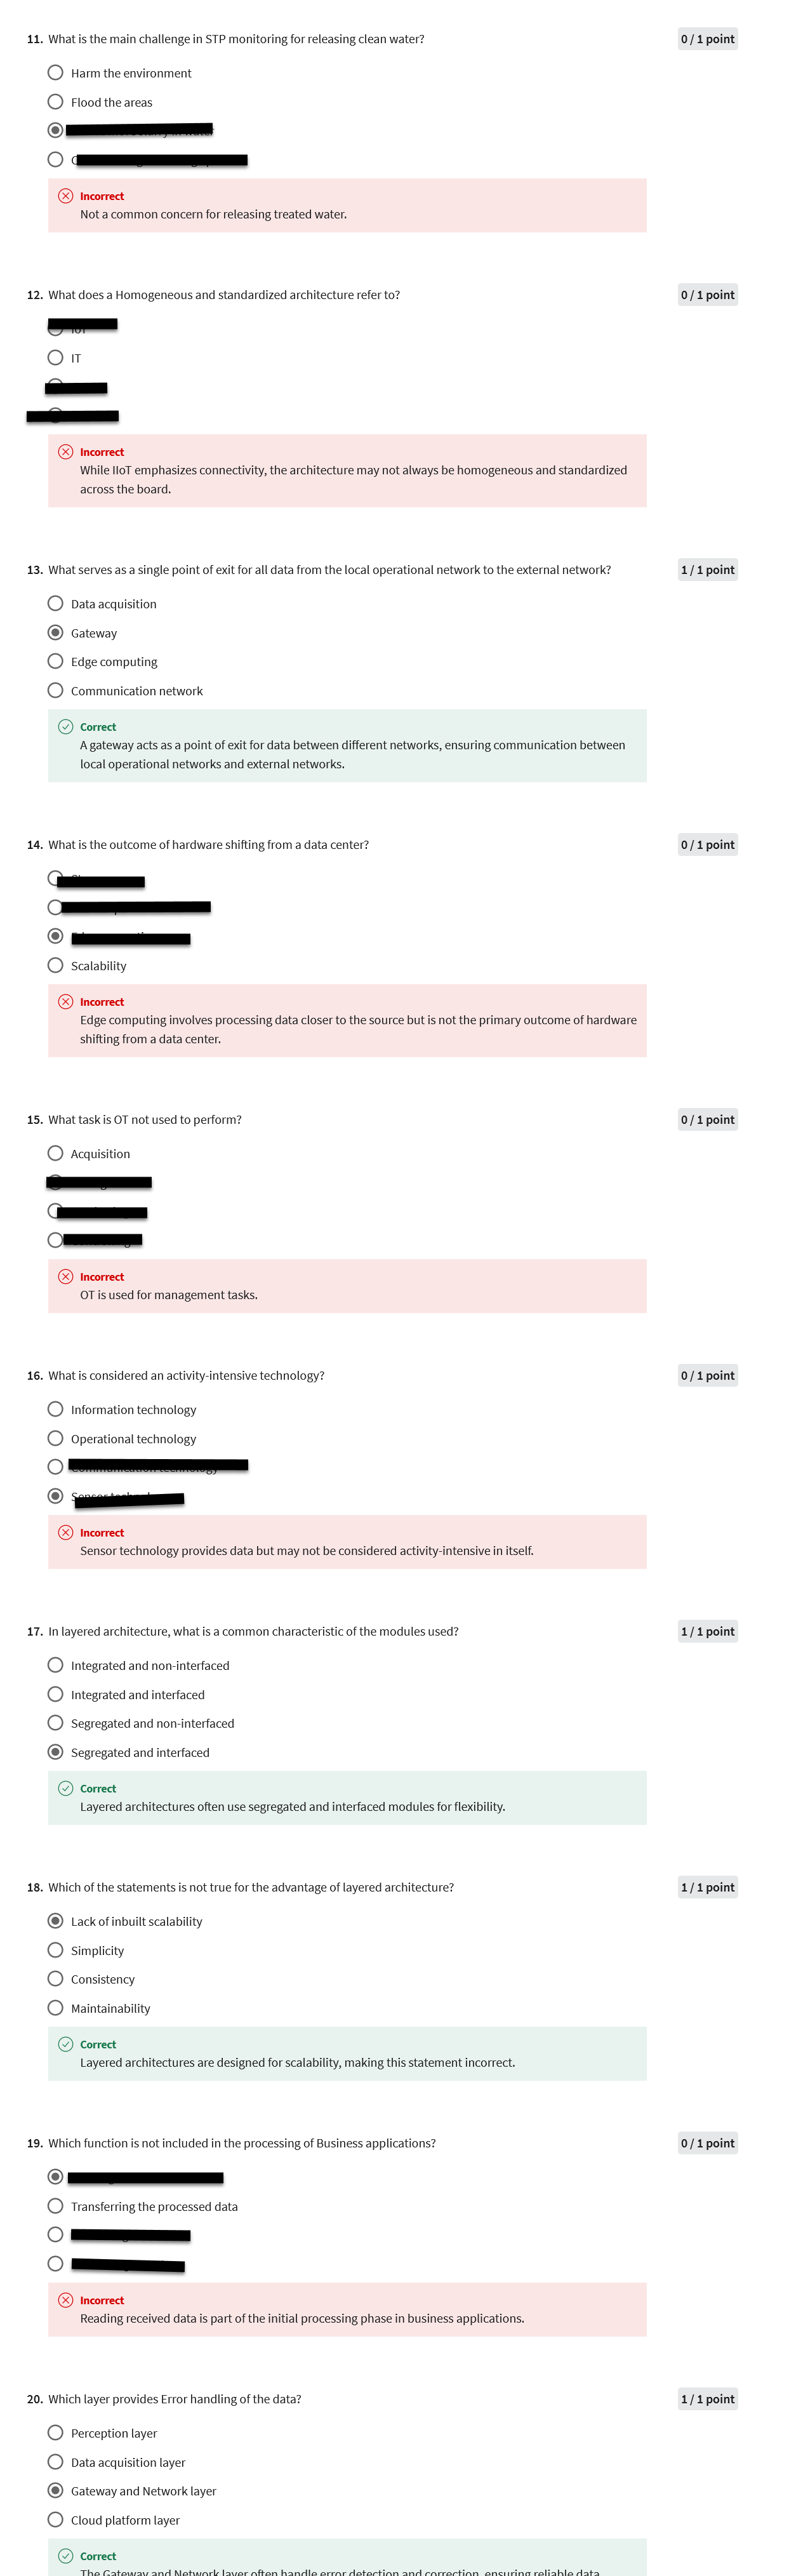 11. What is the main challenge in STP monitoring for releasing clean water?
0 / 1 point
Harm the environment
Flood the areas
Incorrect
Not a common concern for releasing treated water.
12. What does a Homogeneous and standardized architecture refer to?
0 / 1 point
IT
Incorrect
While IIoT emphasizes connectivity, the architecture may not always be homogeneous and standardized
across the board.
13. What serves as a single point of exit for all data from the local operational network to the external network?
1 / 1 point
Data acquisition
Gateway
Edge computing
Communication network
Correct
A gateway acts as a point of exit for data between different networks, ensuring communication between
local operational networks and external networks.
14. What is the outcome of hardware shifting from a data center?
0 / 1 point
Scalability
Incorrect
Edge computing involves processing data closer to the source but is not the primary outcome of hardware
shifting from a data center.
15. What task is OT not used to perform?
0 / 1 point
Acquisition
Incorrect
OT is used for management tasks.
16. What is considered an activity-intensive technology?
0 / 1 point
Information technology
Operational technology
Incorrect
Sensor technology provides data but may not be considered activity-intensive in itself.
17. In layered architecture, what is a common characteristic of the modules used?
1 / 1 point
Integrated and non-interfaced
Integrated and interfaced
Segregated and non-interfaced
Segregated and interfaced
Correct
Layered architectures often use segregated and interfaced modules for flexibility.
18. Which of the statements is not true for the advantage of layered architecture?
1 / 1 point
Lack of inbuilt scalability
Simplicity
Consistency
Maintainability
Correct
Layered architectures are designed for scalability, making this statement incorrect.
19. Which function is not included in the processing of Business applications?
0 / 1 point
Transferring the processed data
Incorrect
Reading received data is part of the initial processing phase in business applications.
20. Which layer provides Error handling of the data?
1 / 1 point
Perception layer
Data acquisition layer
Gateway and Network layer
Cloud platform layer
Correct
The Gateway and Network layer often handle error detection and correction, ensuring reliable data